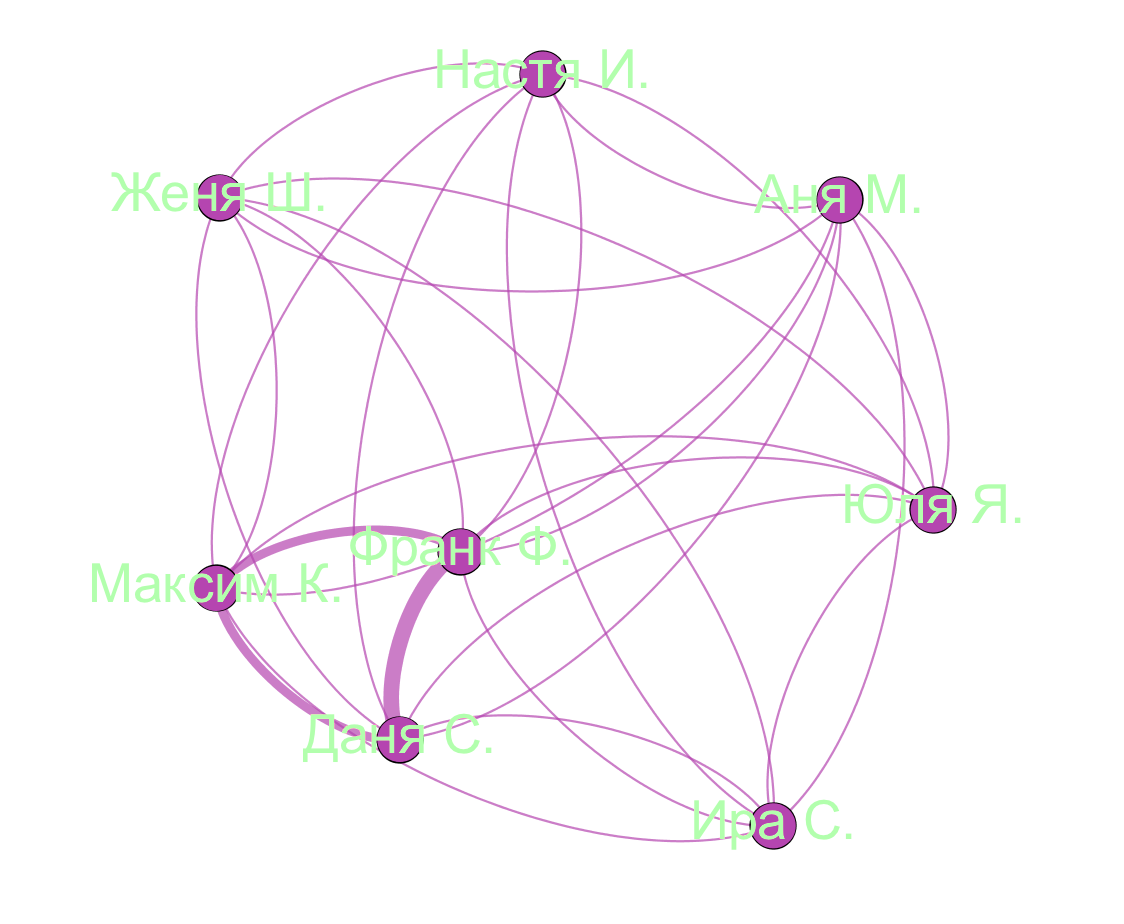 Настя И.
Женя Ш.
Аня М.
Юля Я.
Франк Ф.
Максим К.
Даня С.
Ира С.